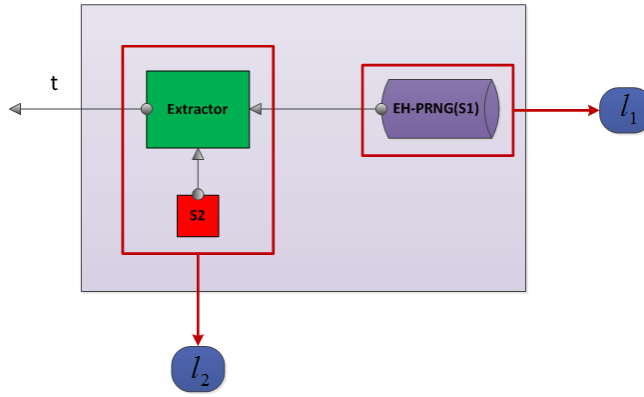 t
Extractor
EH-PRNG(S1)
l₁
S2
l₂